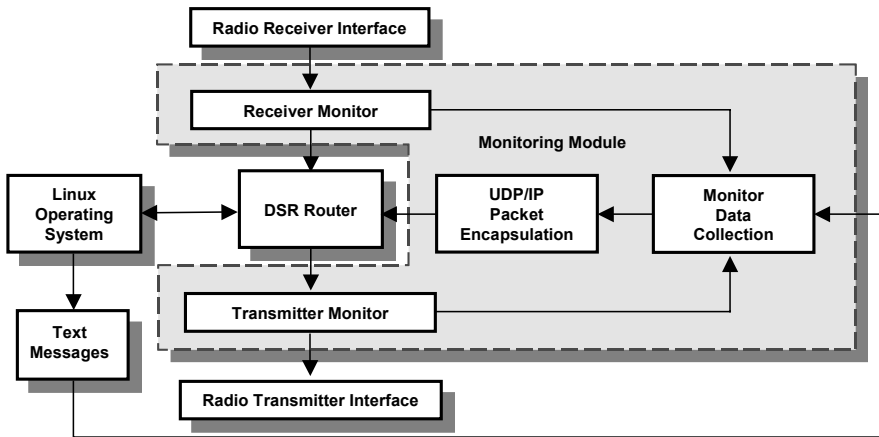 Radio Receiver Interface
Receiver Monitor
Monitoring Module
Linux
Operating
System
DSR Router
UDP/IP
Packet
Encapsulation
Monitor
Data
Collection
Transmitter Monitor
Text
Messages
Radio Transmitter Interface